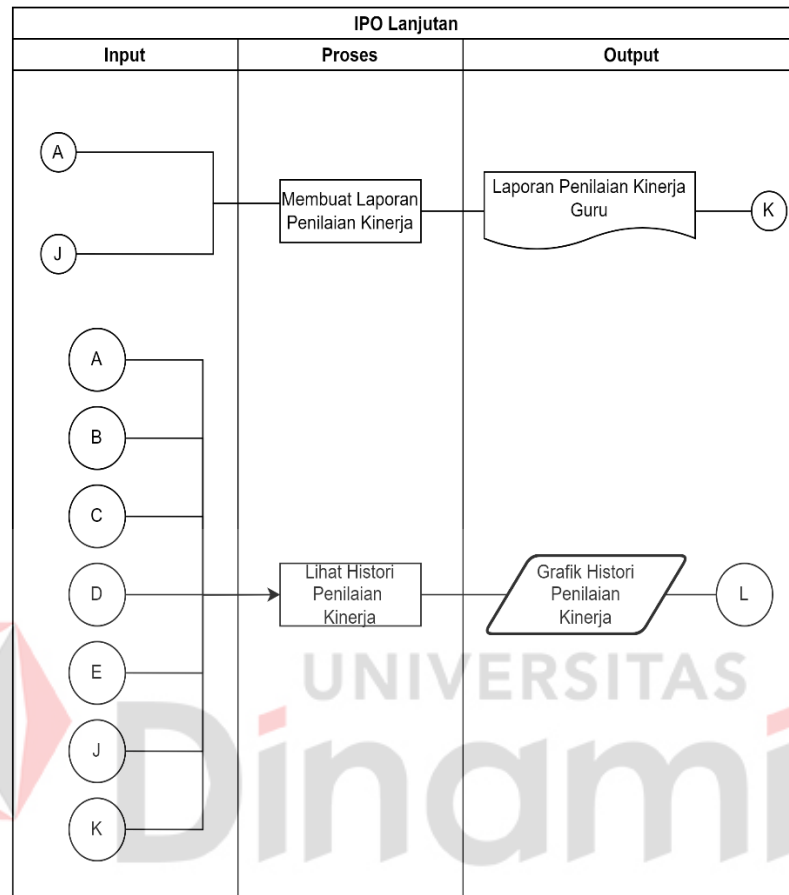 IPO Lanjutan
Input
Proses
Output
A
J
Membuat Laporan
Penilaian Kinerja
Laporan Penilaian Kinerja
Guru
K
A
B
C
D
E
J
K
Lihat Histori
Penilaian
Kinerja
Grafik Histori
Penilaian
Kinerja
L
UNIVERSITAS
Dinami